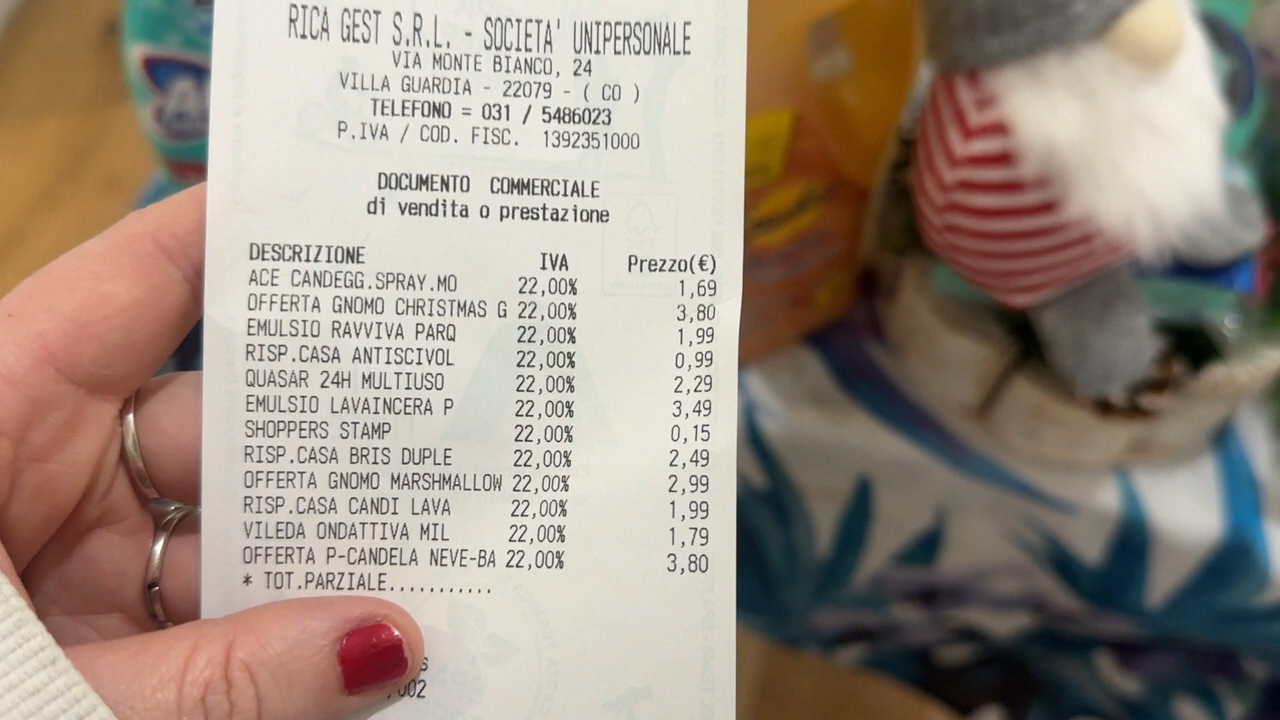 RICA GEST S.R.L. - SOCIETA' UNIPERSONALE
VIA MONTE BIANCO, 24
VILLA GUARDIA - 22079 - ( CO )
TELEFONO = 031 / 5486023
P.IVA / COD. FISC. 1392351000
DOCUMENTO COMMERCIALE
di vendita o prestazione
DESCRIZIONE IVA Prezzo(€)
ACE CANDEGG.SPRAY.MO 22,00% 1,69
OFFERTA GNOMO CHRISTMAS G 22,00% 3,80
EMULSIO RAVVIVA PARQ 22,00% 1,99
RISP.CASA ANTISCIVOL 22,00% 0,99
QUASAR 24H MULTIUSO 22,00% 2,29
EMULSIO LAVAINCERA P 22,00% 3,49
SHOPPERS STAMP 22,00% 0,15
RISP.CASA BRIS DUPLE 22,00% 2,49
OFFERTA GNOMO MARSHMALLOW 22,00% 2,99
RISP.CASA CANDI LAVA 22,00% 1,99
VILEDA ONDATTIVA MIL 22,00% 1,79
OFFERTA P-CANDELA NEVE-BA 22,00% 3,80
* TOT.PARZIALE...........